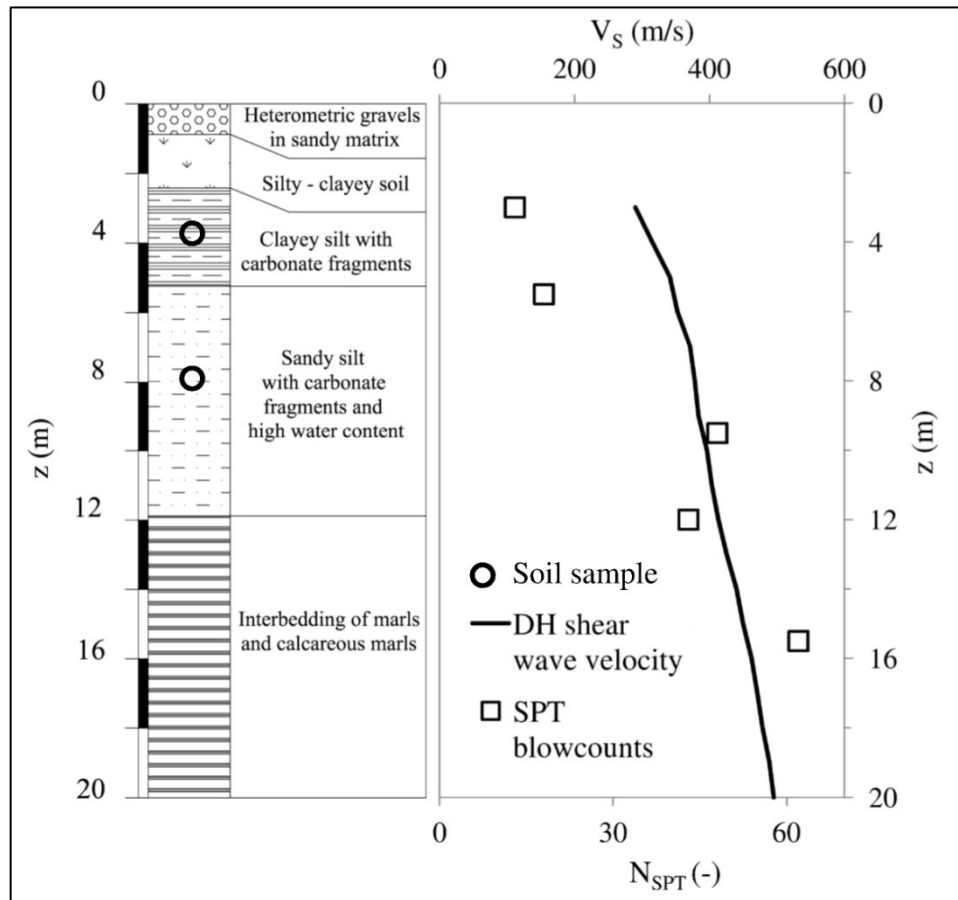 V_S (m/s)
0 200 400 600
0
4
8
12
16
20
z (m)
Heterometric gravels
in sandy matrix
Silty - clayey soil
Clayey silt with
carbonate fragments
Sandy silt
with carbonate
fragments and
high water content
Interbedding of marls
and calcareous marls
Soil sample
DH shear
wave velocity
SPT
blowcounts
0
4
8
12
16
20
z (m)
0 30 60
N_SPT (-)